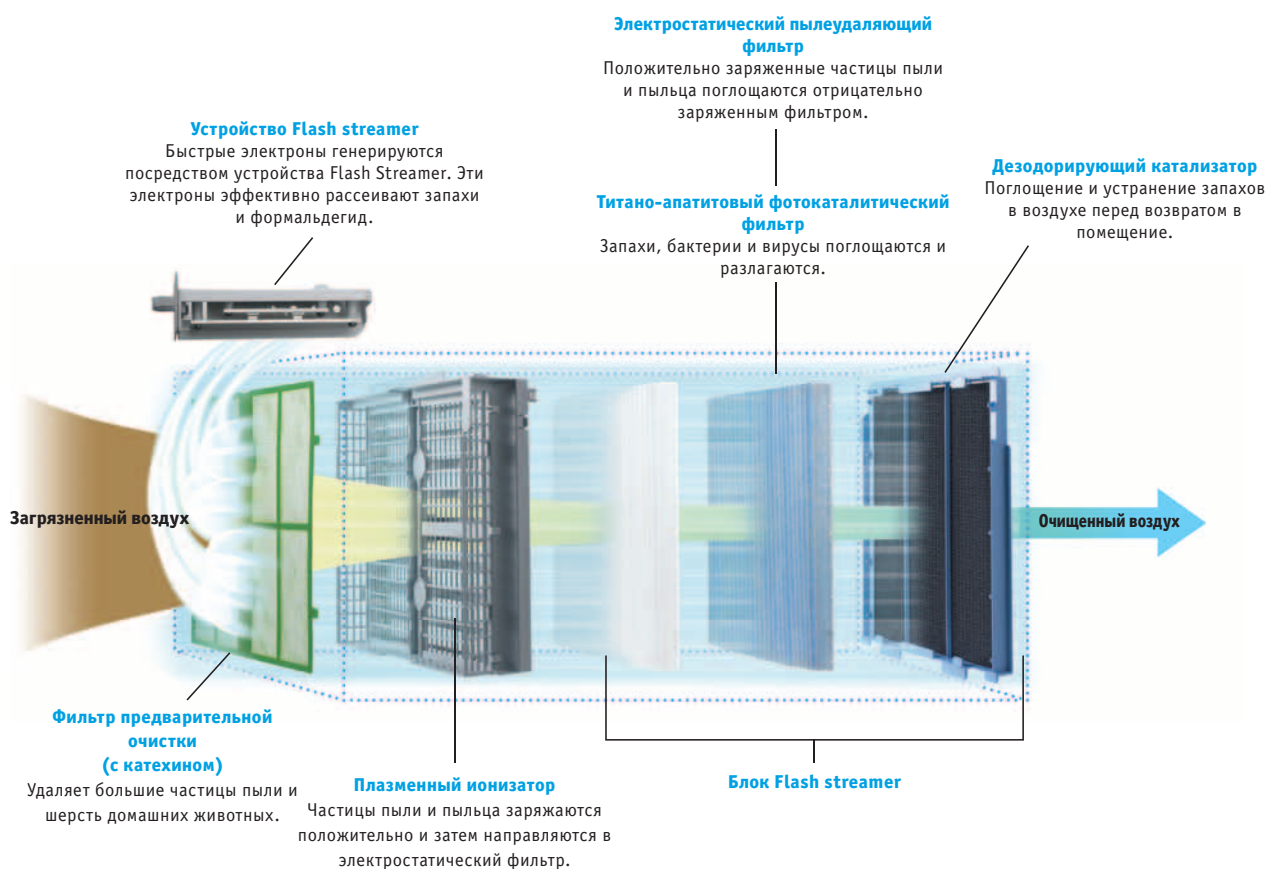 Электростатический пылеудаляющий
фильтр
Положительно заряженные частицы пыли
и пыльца поглощаются отрицательно
заряженным фильтром.
Устройство Flash streamer
Быстрые электроны генерируются
посредством устройства Flash Streamer. Эти
электроны эффективно рассеивают запахи
и формальдегид.
Дезодорирующий катализатор
Поглощение и устранение запахов
в воздухе перед возвратом в
помещение.
Титано-апатитовый фотокаталитический
фильтр
Запахи, бактерии и вирусы поглощаются и
разлагаются.
Загрязненный воздух
Очищенный воздух
Фильтр предварительной
очистки
(с катехином)
Удаляет большие частицы пыли и
шерсть домашних животных.
Плазменный ионизатор
Частицы пыли и пыльца заряжаются
положительно и затем направляются в
электростатический фильтр.
Блок Flash streamer